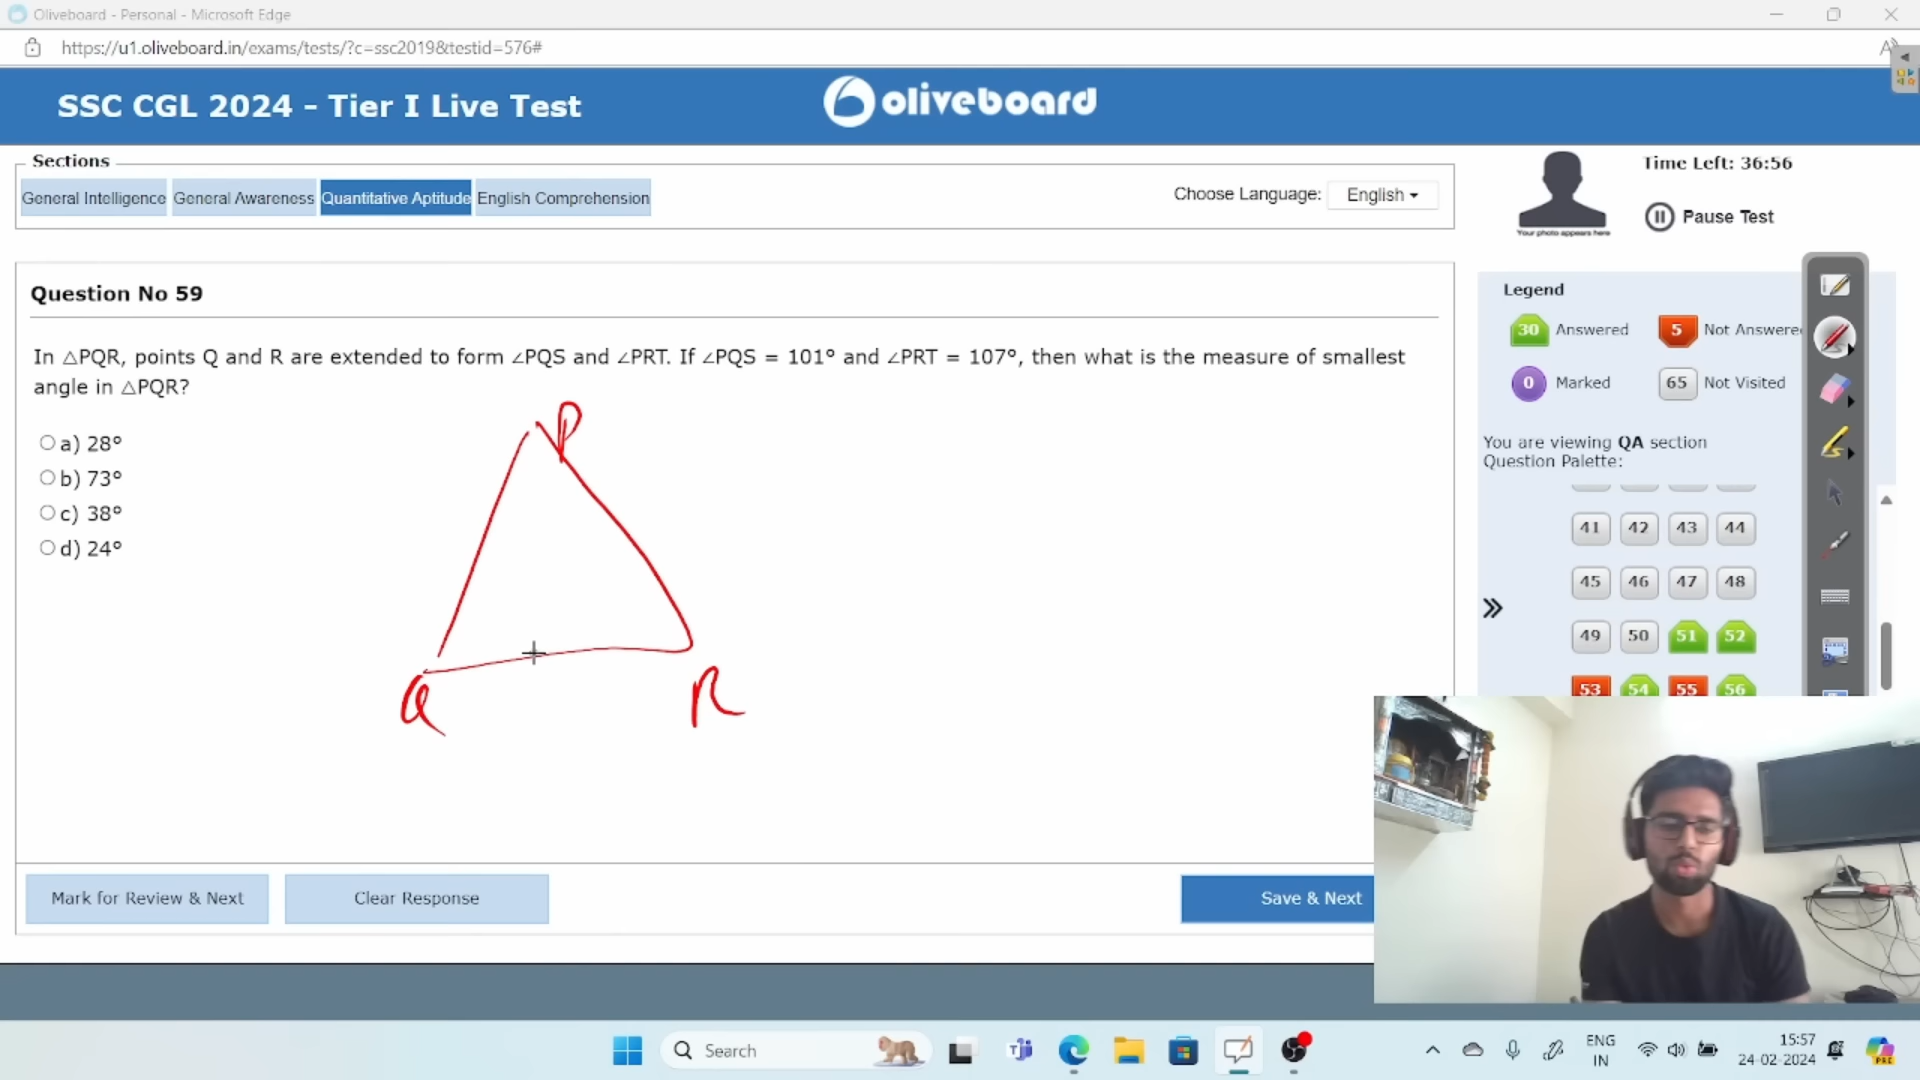 Oliveboard - Personal - Microsoft Edge
https://u1.oliveboard.in/exams/tests/?c=ssc2019&testid=576#
SSC CGL 2024 - Tier I Live Test
oliveboard
Sections
General Intelligence
General Awareness
Quantitative Aptitude
English Comprehension
Choose Language:
English
Your photo appears here
Time Left: 36:56
Pause Test
Question No 59
In △PQR, points Q and R are extended to form ∠PQS and ∠PRT. If ∠PQS = 101° and ∠PRT = 107°, then what is the measure of smallest
angle in △PQR?
a) 28°
b) 73°
c) 38°
d) 24°
P
Q
R
Legend
30 Answered
5 Not Answere
0 Marked
65 Not Visited
You are viewing QA section
Question Palette:
41 42 43 44
45 46 47 48
49 50 51 52
53 54 55 56
Mark for Review & Next
Clear Response
Save & Next
Search
ENG
IN
15:57
24-02-2024
PRE